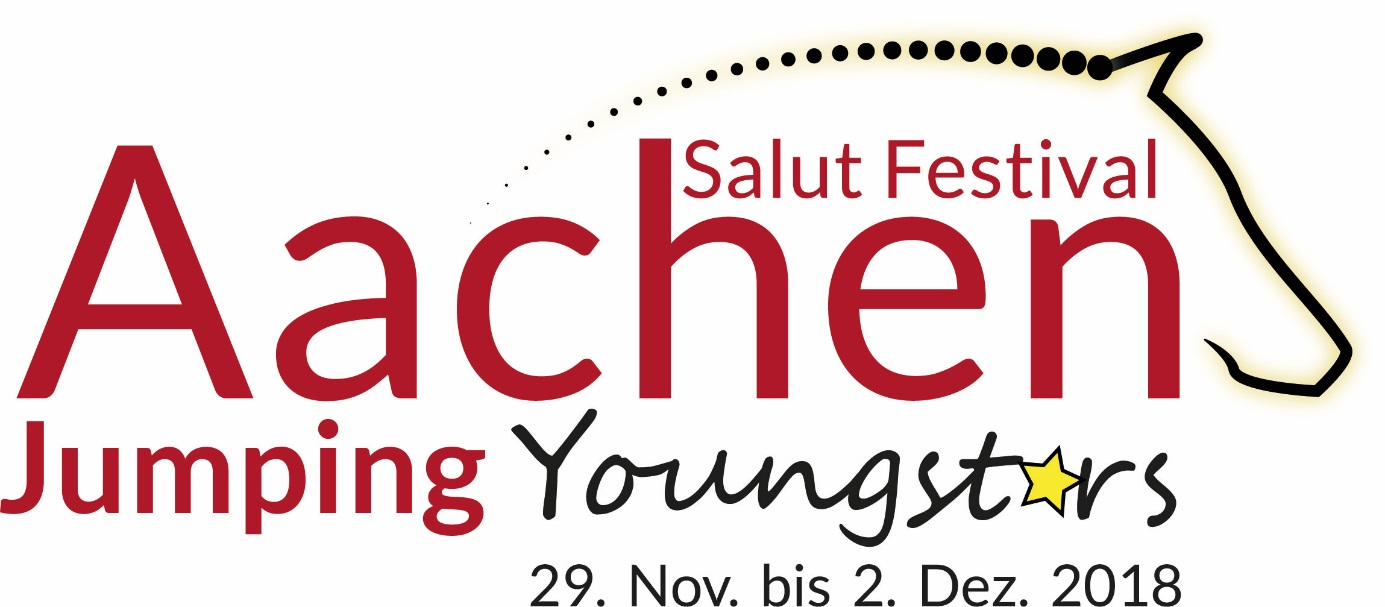 Salut Festival
Aachen
Jumping Youngstars
29. Nov. bis 2. Dez. 2018